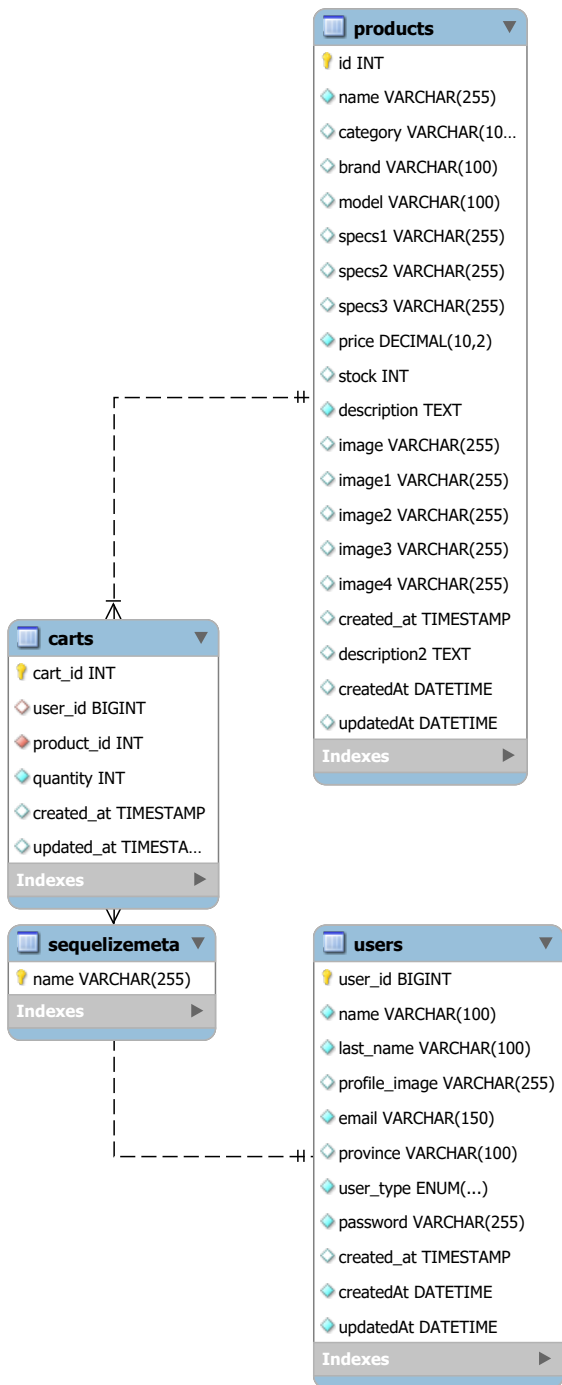 products
id INT
name VARCHAR(255)
category VARCHAR(10...
brand VARCHAR(100)
model VARCHAR(100)
specs1 VARCHAR(255)
specs2 VARCHAR(255)
specs3 VARCHAR(255)
price DECIMAL(10,2)
stock INT
description TEXT
image VARCHAR(255)
image1 VARCHAR(255)
image2 VARCHAR(255)
image3 VARCHAR(255)
image4 VARCHAR(255)
created_at TIMESTAMP
description2 TEXT
createdAt DATETIME
updatedAt DATETIME
Indexes
carts
cart_id INT
user_id BIGINT
product_id INT
quantity INT
created_at TIMESTAMP
updated_at TIMESTA...
Indexes
sequelizemeta
name VARCHAR(255)
Indexes
users
user_id BIGINT
name VARCHAR(100)
last_name VARCHAR(100)
profile_image VARCHAR(255)
email VARCHAR(150)
province VARCHAR(100)
user_type ENUM(...)
password VARCHAR(255)
created_at TIMESTAMP
createdAt DATETIME
updatedAt DATETIME
Indexes